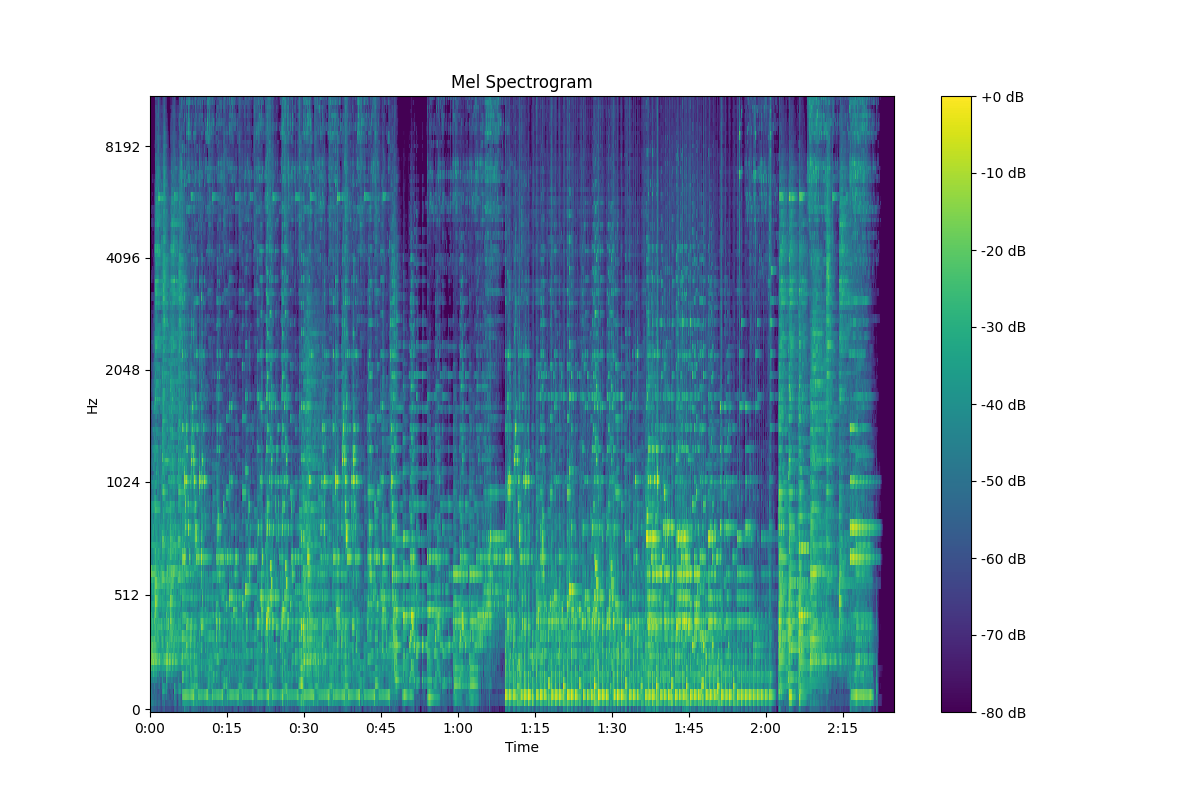 Mel Spectrogram
+0 dB
8192
-10 dB
-20 dB
4096
-30 dB
2048
-40 dB
Hz
1024
-50 dB
-60 dB
512
-70 dB
0
-80 dB
0:00 0:15 0:30 0:45 1:00 1:15 1:30 1:45 2:00 2:15
Time